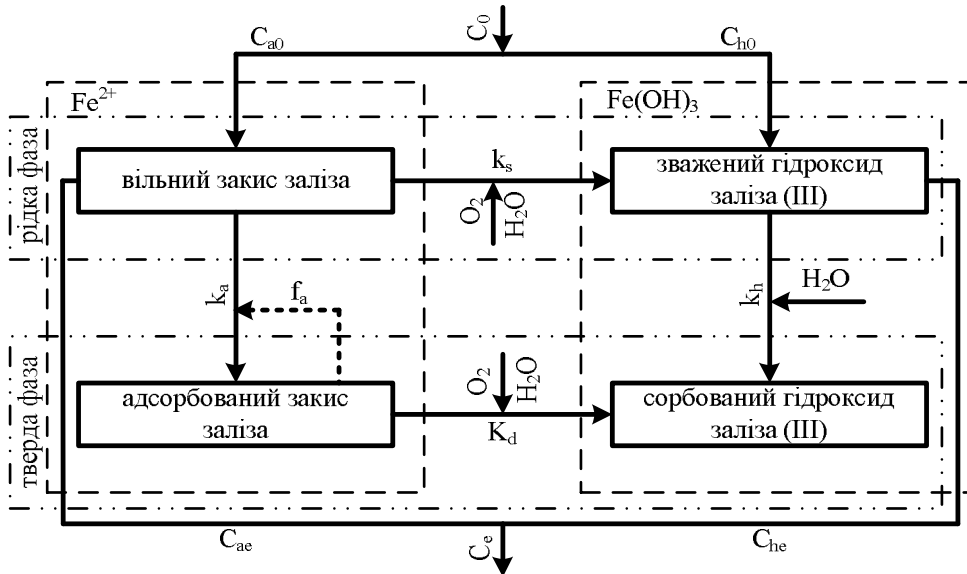 C₀
Cₐ₀
Cₕ₀
Fe²⁺
Fe(OH)₃
рідка фаза
вільний закис заліза
kₛ
O₂
H₂O
зважений гідроксид
заліза (III)
kₐ
fₐ
kₕ
H₂O
тверда фаза
адсорбований закис
заліза
O₂
H₂O
K_d
сорбований гідроксид
заліза (III)
Cₐₑ
Cₑ
Cₕₑ